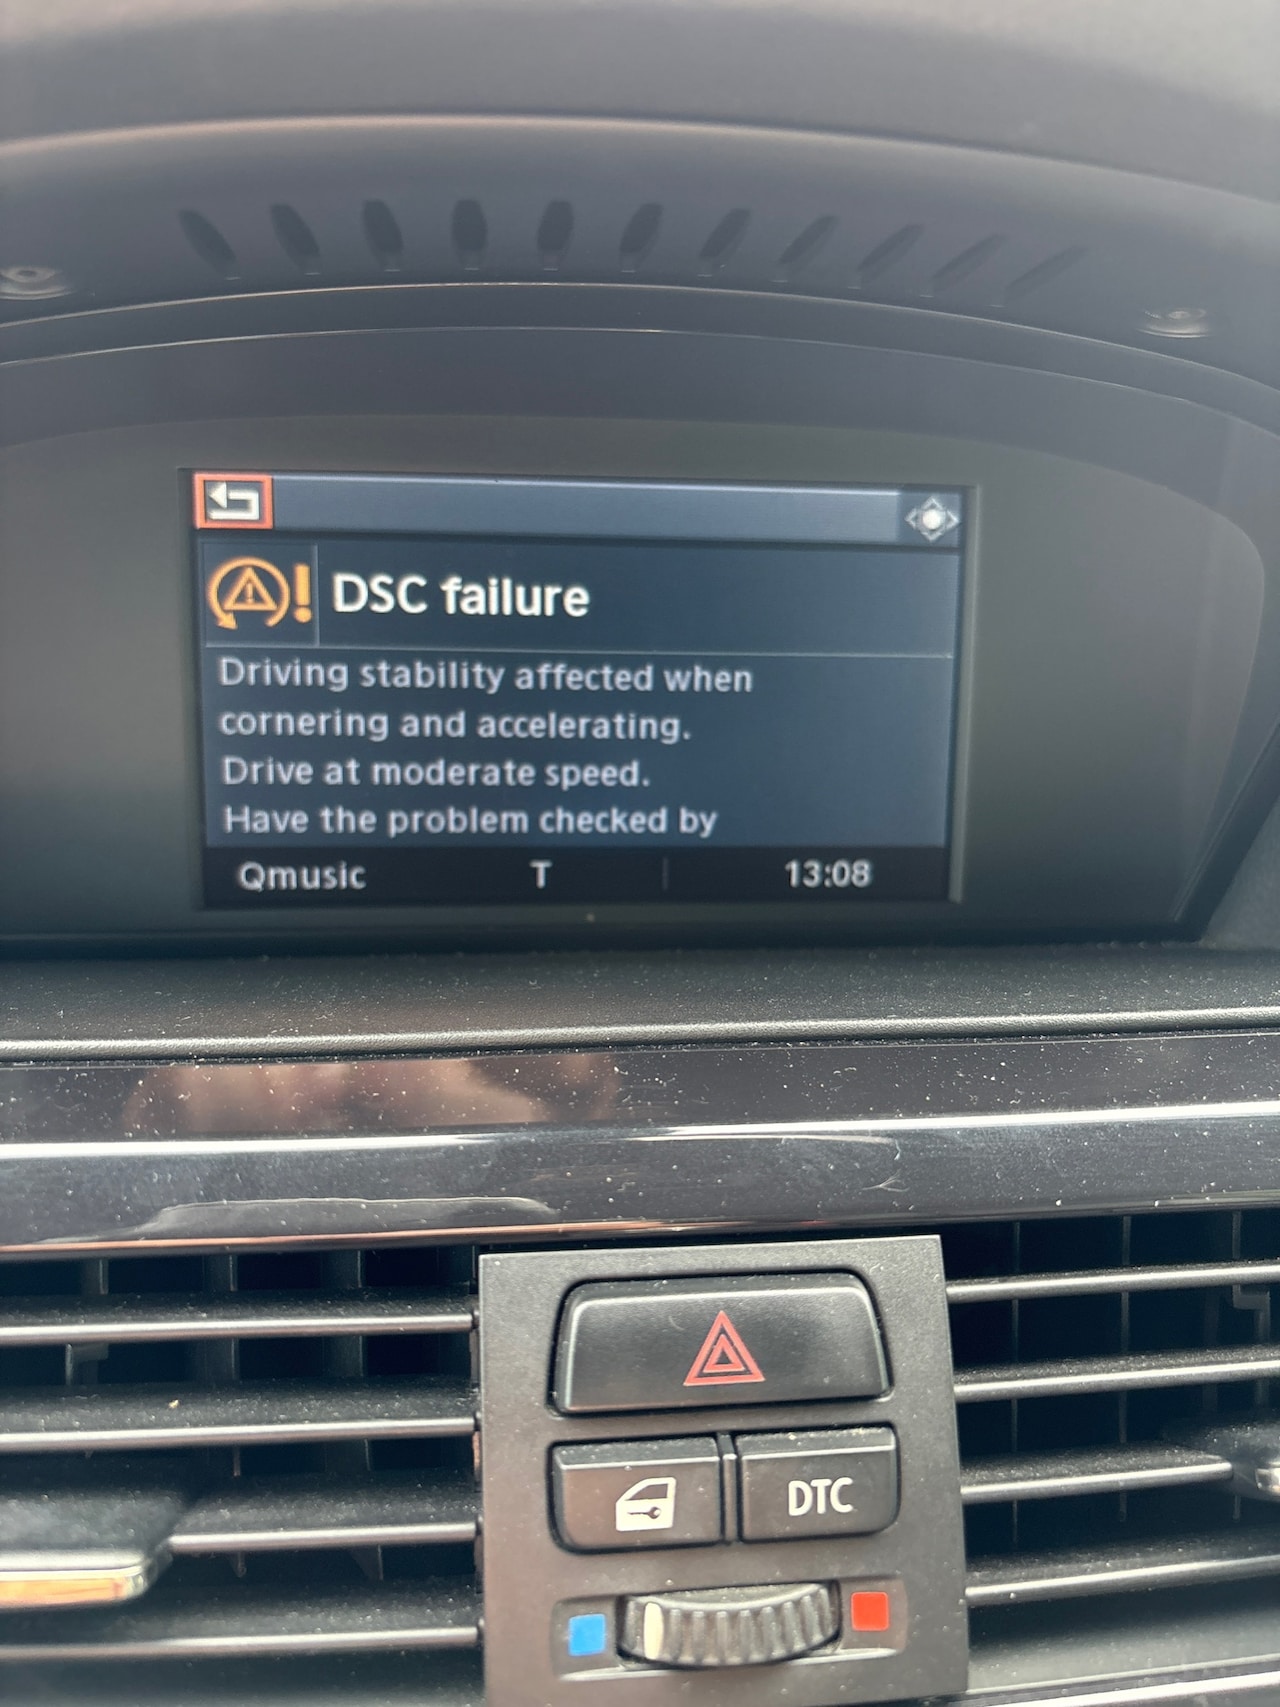 DSC failure
Driving stability affected when
cornering and accelerating.
Drive at moderate speed.
Have the problem checked by
Qmusic T 13:08
DTC